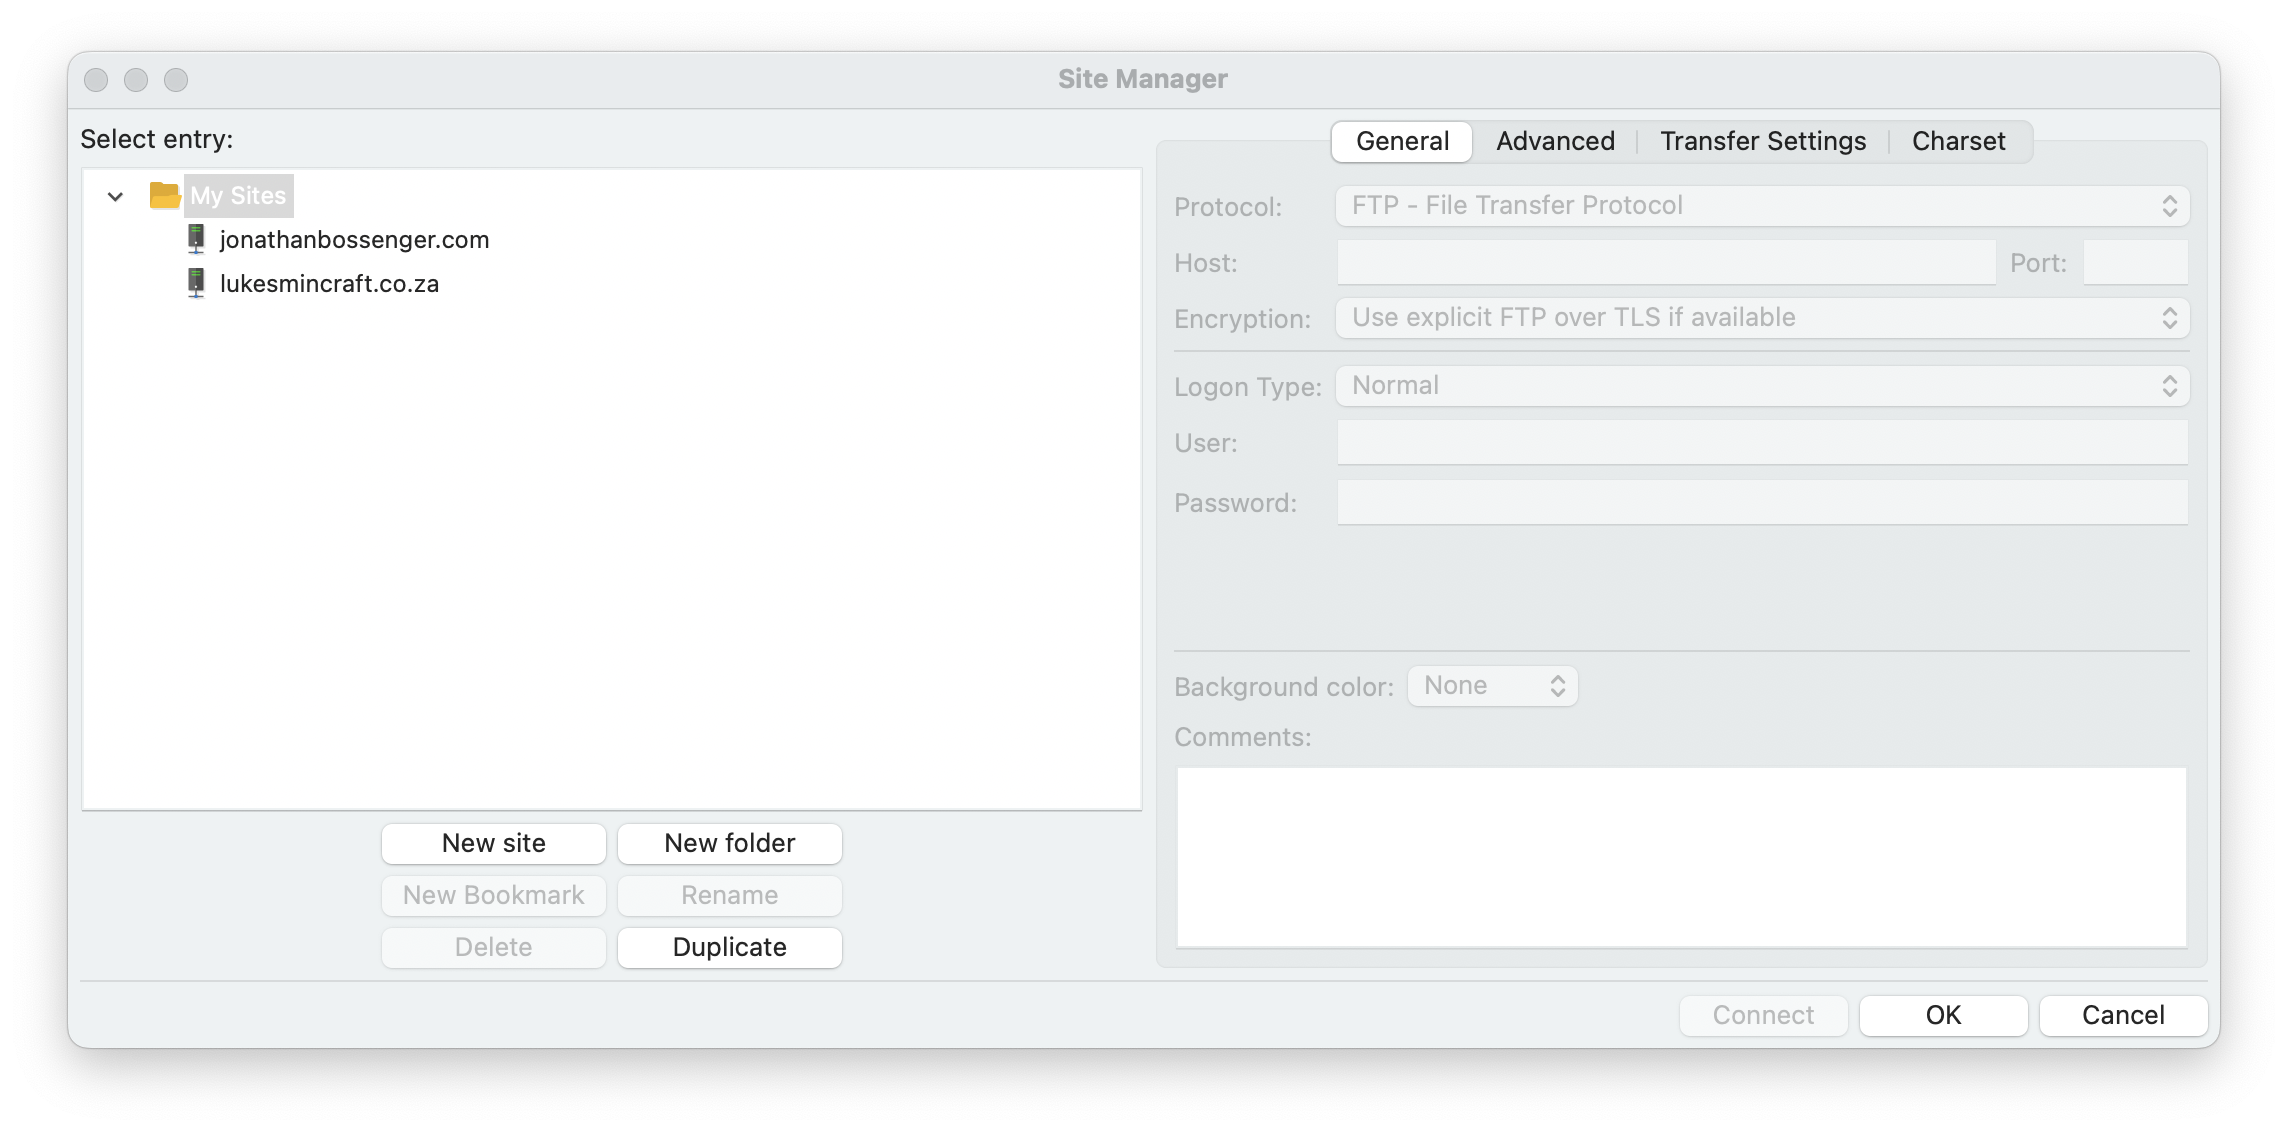 Site Manager
Select entry:
My Sites
jonathanbossenger.com
lukesmincraft.co.za
New site
New folder
New Bookmark
Rename
Delete
Duplicate
General
Advanced
Transfer Settings
Charset
Protocol:
FTP - File Transfer Protocol
Host:
Port:
Encryption:
Use explicit FTP over TLS if available
Logon Type:
Normal
User:
Password:
Background color:
None
Comments:
Connect
OK
Cancel